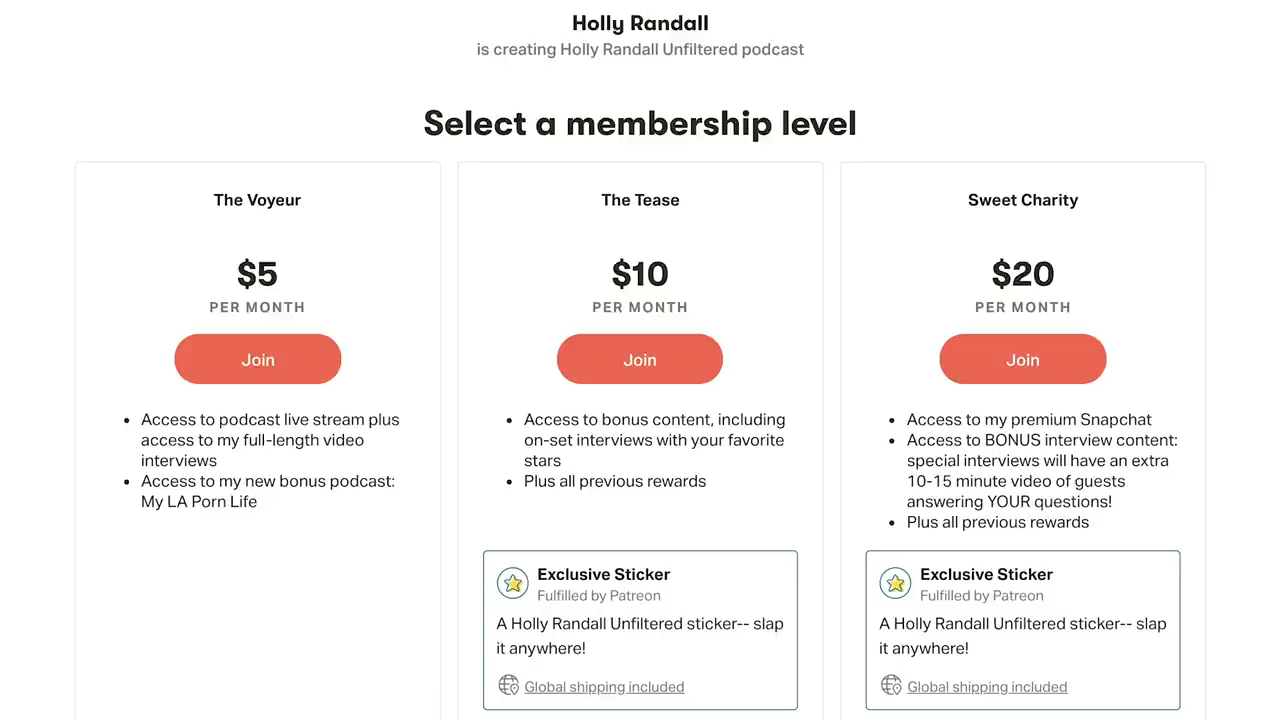 Holly Randall
is creating Holly Randall Unfiltered podcast
Select a membership level
The Voyeur
$5
PER MONTH
Join
• Access to podcast live stream plus
access to my full-length video
interviews
• Access to my new bonus podcast:
My LA Porn Life
The Tease
$10
PER MONTH
Join
• Access to bonus content, including
on-set interviews with your favorite
stars
• Plus all previous rewards
Exclusive Sticker
Fulfilled by Patreon
A Holly Randall Unfiltered sticker-- slap
it anywhere!
Global shipping included
Sweet Charity
$20
PER MONTH
Join
• Access to my premium Snapchat
• Access to BONUS interview content:
special interviews will have an extra
10-15 minute video of guests
answering YOUR questions!
• Plus all previous rewards
Exclusive Sticker
Fulfilled by Patreon
A Holly Randall Unfiltered sticker-- slap
it anywhere!
Global shipping included